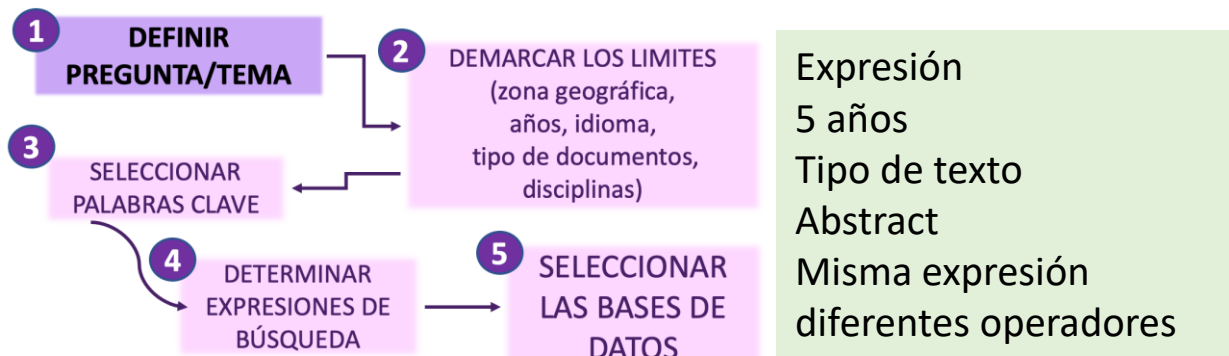 1
DEFINIR
PREGUNTA/TEMA
2
DEMARCAR LOS LIMITES
(zona geográfica,
años, idioma,
tipo de documentos,
disciplinas)
3
SELECCIONAR
PALABRAS CLAVE
4
DETERMINAR
EXPRESIONES DE
BÚSQUEDA
5
SELECCIONAR
LAS BASES DE
DATOS
Expresión
5 años
Tipo de texto
Abstract
Misma expresión
diferentes operadores